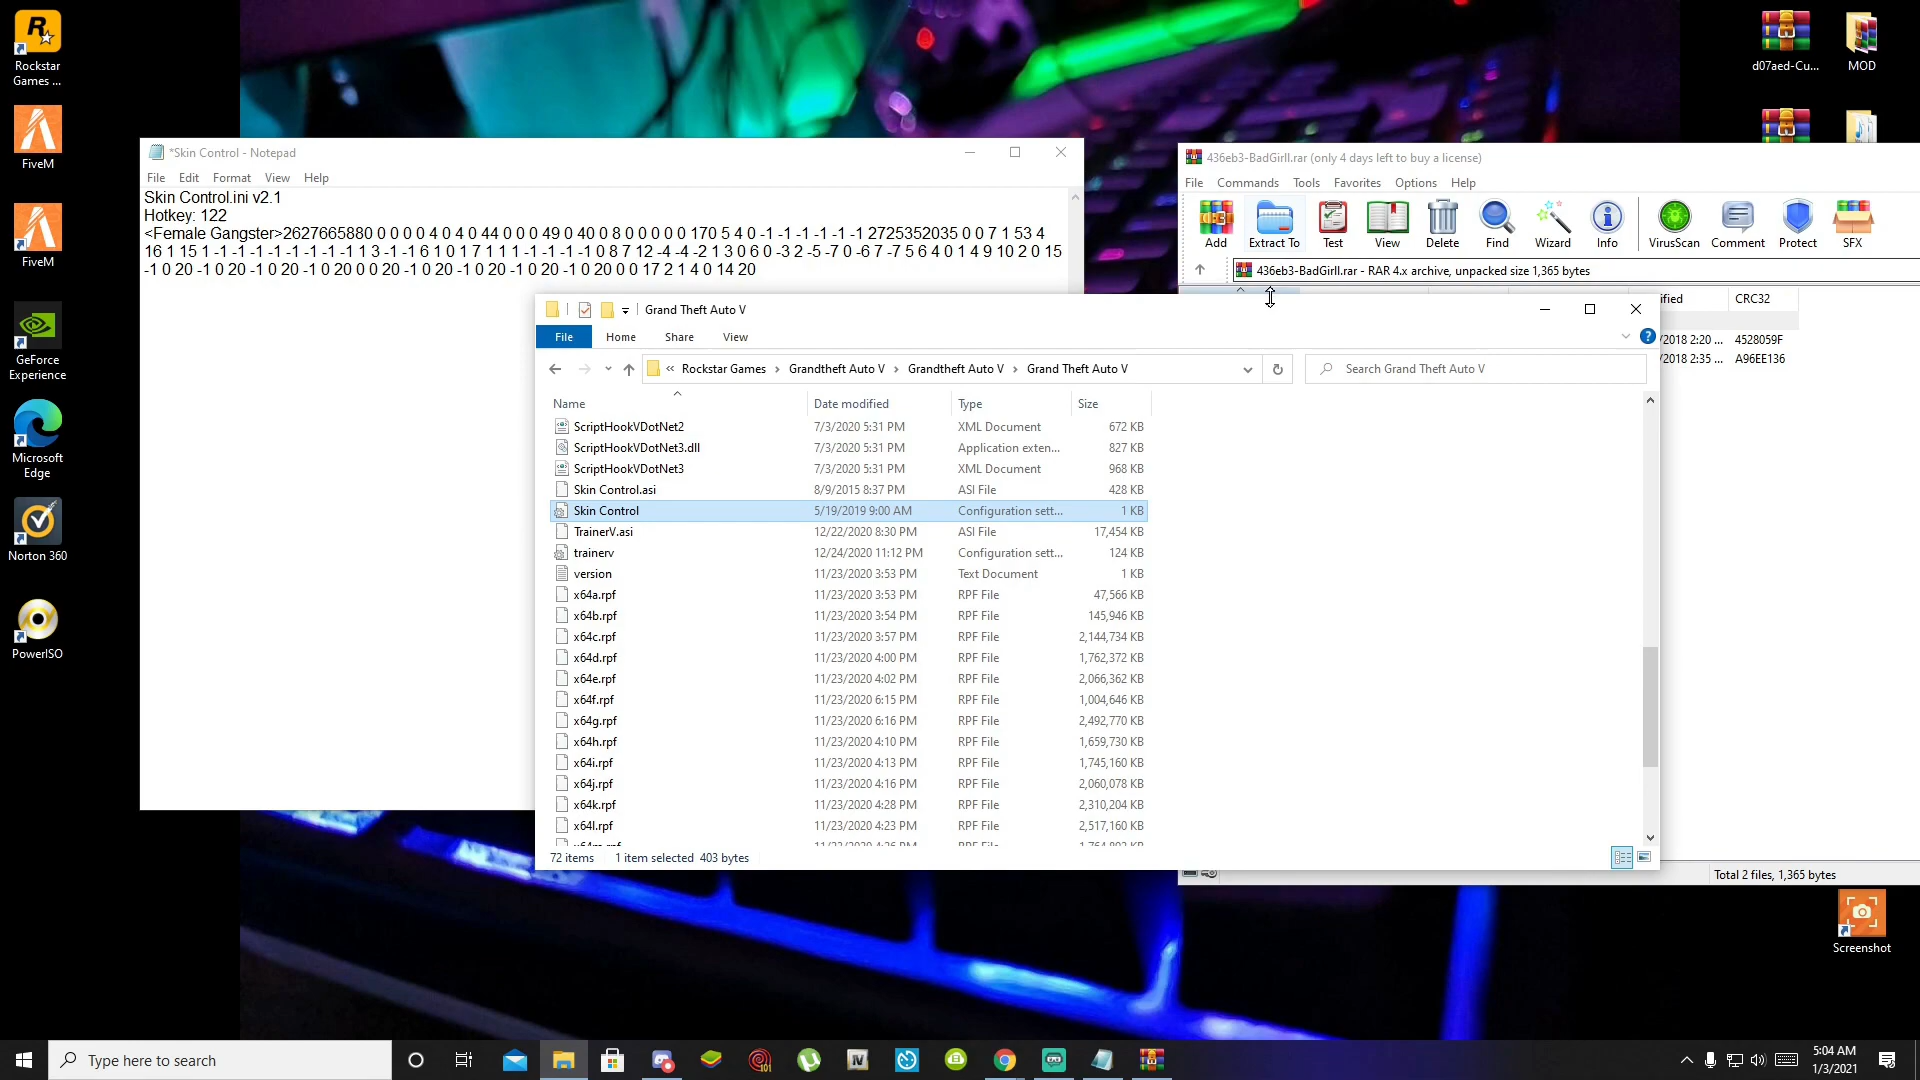 Rockstar
Games ...
FiveM
FiveM
GeForce
Experience
Microsoft
Edge
Norton 360
PowerISO
d07aed-Cu...
MOD
*Skin Control - Notepad
File Edit Format View Help
Skin Control.ini v2.1
Hotkey: 122
<Female Gangster>2627665880 0 0 0 0 4 0 4 0 44 0 0 0 49 0 40 0 8 0 0 0 0 0 170 5 4 0 -1 -1 -1 -1 -1 -1 2725352035 0 0 7 1 53 4
16 1 15 1 -1 -1 -1 -1 -1 -1 -1 -1 1 3 -1 -1 6 1 0 1 7 1 1 1 -1 -1 -1 -1 0 8 7 12 -4 -4 -2 1 3 0 6 0 -3 2 -5 -7 0 -6 7 -7 5 6 4 0 1 4 9 10 2 0 15
-1 0 20 -1 0 20 -1 0 20 -1 0 20 0 0 20 -1 0 20 -1 0 20 -1 0 20 -1 0 20 0 0 17 2 1 4 0 14 20
436eb3-BadGirll.rar (only 4 days left to buy a license)
File Commands Tools Favorites Options Help
Add Extract To Test View Delete Find Wizard Info VirusScan Comment Protect SFX
436eb3-BadGirll.rar - RAR 4.x archive, unpacked size 1,365 bytes
ified CRC32
/2018 2:20 ... 4528059F
/2018 2:35 ... A96EE136
Total 2 files, 1,365 bytes
Grand Theft Auto V
File Home Share View
« Rockstar Games › Grandtheft Auto V › Grandtheft Auto V › Grand Theft Auto V
Search Grand Theft Auto V
Name Date modified Type Size
ScriptHookVDotNet2 7/3/2020 5:31 PM XML Document 672 KB
ScriptHookVDotNet3.dll 7/3/2020 5:31 PM Application exten... 827 KB
ScriptHookVDotNet3 7/3/2020 5:31 PM XML Document 968 KB
Skin Control.asi 8/9/2015 8:37 PM ASI File 428 KB
Skin Control 5/19/2019 9:00 AM Configuration sett... 1 KB
TrainerV.asi 12/22/2020 8:30 PM ASI File 17,454 KB
trainerv 12/24/2020 11:12 PM Configuration sett... 124 KB
version 11/23/2020 3:53 PM Text Document 1 KB
x64a.rpf 11/23/2020 3:53 PM RPF File 47,566 KB
x64b.rpf 11/23/2020 3:54 PM RPF File 145,946 KB
x64c.rpf 11/23/2020 3:57 PM RPF File 2,144,734 KB
x64d.rpf 11/23/2020 4:00 PM RPF File 1,762,372 KB
x64e.rpf 11/23/2020 4:02 PM RPF File 2,066,362 KB
x64f.rpf 11/23/2020 6:15 PM RPF File 1,004,646 KB
x64g.rpf 11/23/2020 6:16 PM RPF File 2,492,770 KB
x64h.rpf 11/23/2020 4:10 PM RPF File 1,659,730 KB
x64i.rpf 11/23/2020 4:13 PM RPF File 1,745,160 KB
x64j.rpf 11/23/2020 4:16 PM RPF File 2,060,078 KB
x64k.rpf 11/23/2020 4:28 PM RPF File 2,310,204 KB
x64l.rpf 11/23/2020 4:23 PM RPF File 2,517,160 KB
72 items 1 item selected 403 bytes
Screenshot
Type here to search
5:04 AM
1/3/2021